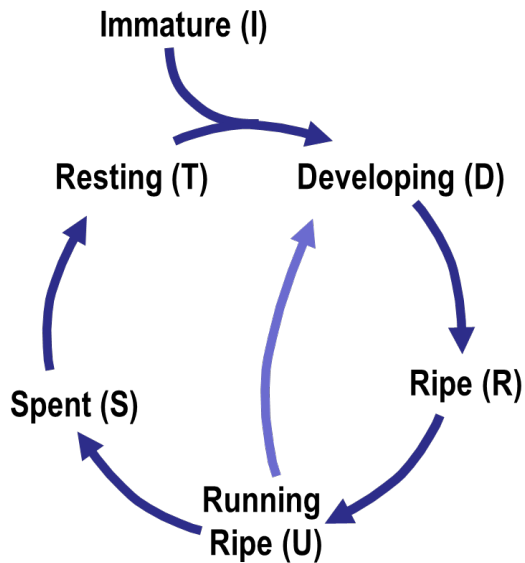 Immature (I)
Resting (T)
Developing (D)
Ripe (R)
Spent (S)
Running
Ripe (U)